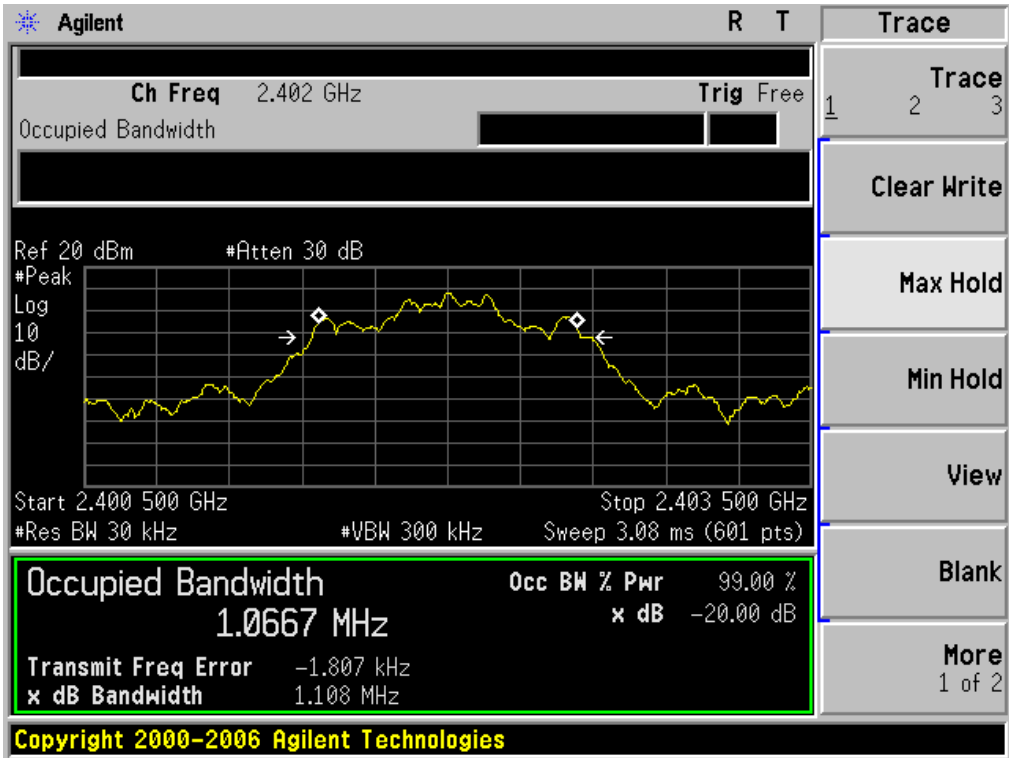 Agilent R T
Ch Freq 2.402 GHz Trig Free
Occupied Bandwidth
Ref 20 dBm #Atten 30 dB
#Peak
Log
10
dB/
Start 2.400 500 GHz Stop 2.403 500 GHz
#Res BW 30 kHz #VBW 300 kHz Sweep 3.08 ms (601 pts)
Occupied Bandwidth Occ BW % Pwr 99.00 %
1.0667 MHz x dB -20.00 dB
Transmit Freq Error -1.807 kHz
x dB Bandwidth 1.108 MHz
Copyright 2000-2006 Agilent Technologies
Trace
Trace
1 2 3
Clear Write
Max Hold
Min Hold
View
Blank
More
1 of 2